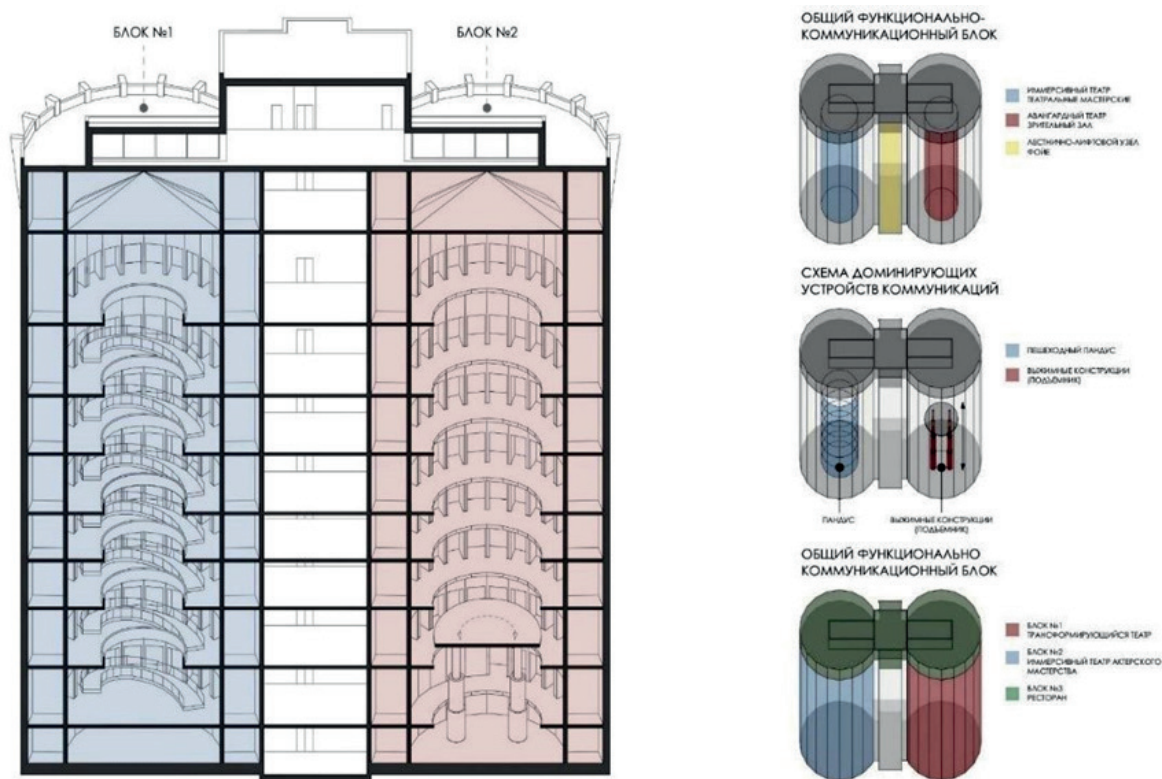 БЛОК №1
БЛОК №2
ОБЩИЙ ФУНКЦИОНАЛЬНО-
КОММУНИКАЦИОННЫЙ БЛОК
ИММЕРСИВНЫЙ ТЕАТР
ТЕАТРАЛЬНЫЕ МАСТЕРСКИЕ
АВАНГАРДНЫЙ ТЕАТР
ЗРИТЕЛЬНЫЙ ЗАЛ
ЛЕСТНИЧНО-ЛИФТОВОЙ УЗЕЛ
ФОЙЕ
СХЕМА ДОМИНИРУЮЩИХ
УСТРОЙСТВ КОММУНИКАЦИЙ
ПЕШЕХОДНЫЙ ПАНДУС
ВЫЖИМНЫЕ КОНСТРУКЦИИ
(ПОДЪЕМНИК)
ПАНДУС
ВЫЖИМНЫЕ КОНСТРУКЦИИ
(ПОДЪЕМНИК)
ОБЩИЙ ФУНКЦИОНАЛЬНО
КОММУНИКАЦИОННЫЙ БЛОК
БЛОК №1
ТРАНСФОРМИРУЮЩИЙСЯ ТЕАТР
БЛОК №2
ИММЕРСИВНЫЙ ТЕАТР АКТЕРСКОГО
МАСТЕРСТВА
БЛОК №3
РЕСТОРАН